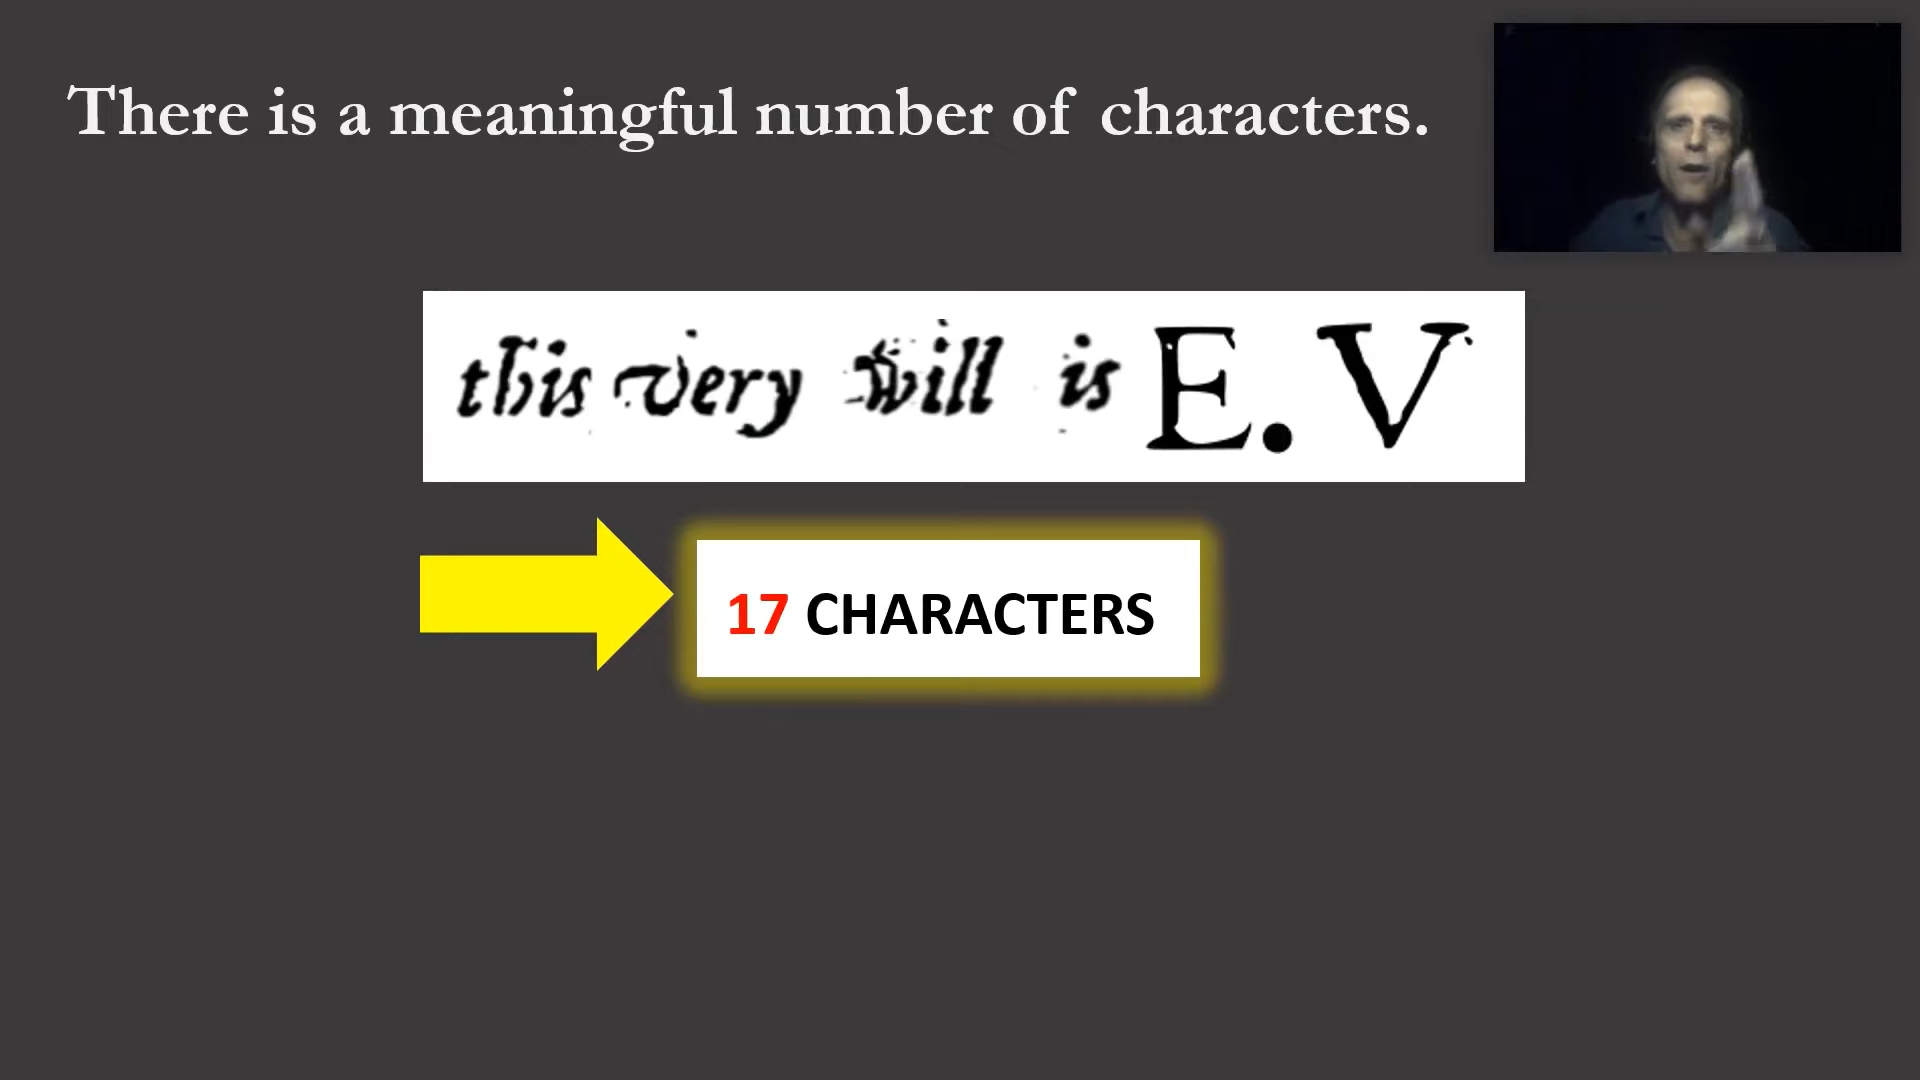 There is a meaningful number of characters.
this very will is E.V
17 CHARACTERS